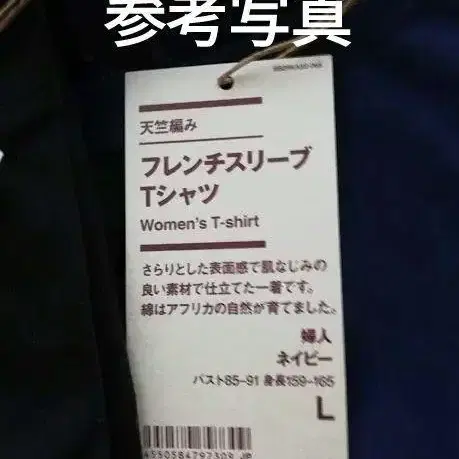 参考写真
天竺編み
フレンチスリーブ
Tシャツ
Women's T-shirt
さらりとした表面感で肌なじみの
良い素材で仕立てた一着です。
綿はアフリカの自然が育てました。
婦人
ネイビー
バスト85-91 身長159-165
L
4550584797309 JP